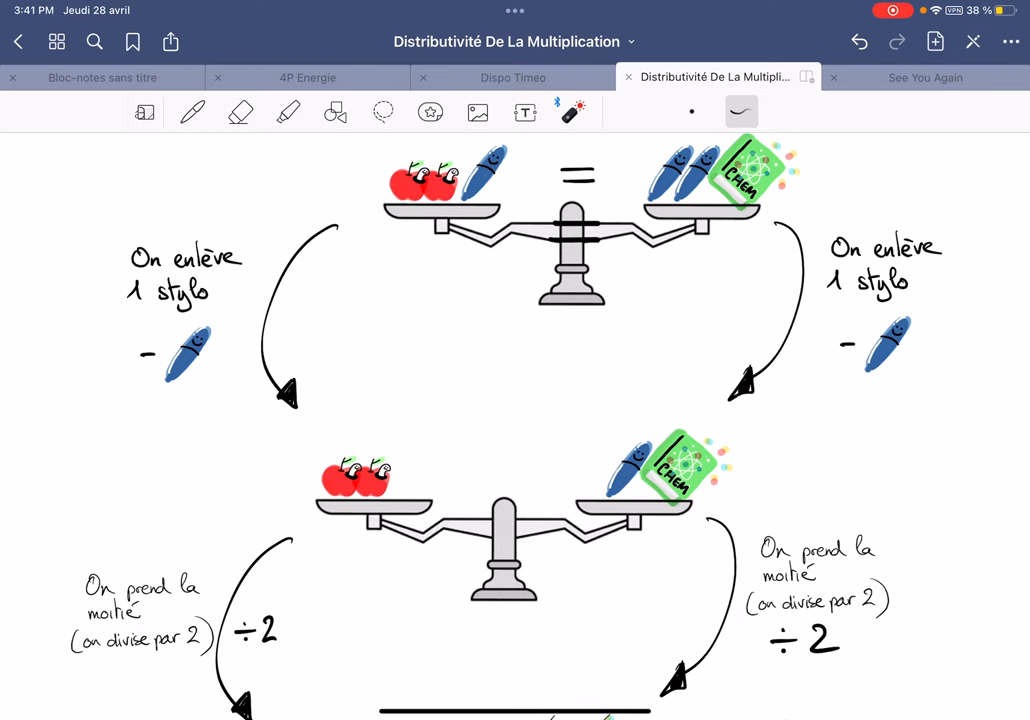 3:41 PM Jeudi 28 avril
VPN 38 %
Distributivité De La Multiplication
Bloc-notes sans titre
4P Energie
Dispo Timeo
Distributivité De La Multipli...
See You Again
T
CHEM
=
On enlève
1 stylo
-
On enlève
1 stylo
-
CHEM
On prend la
moitié
(on divise par 2)
÷2
On prend la
moitié
(on divise par 2)
÷2